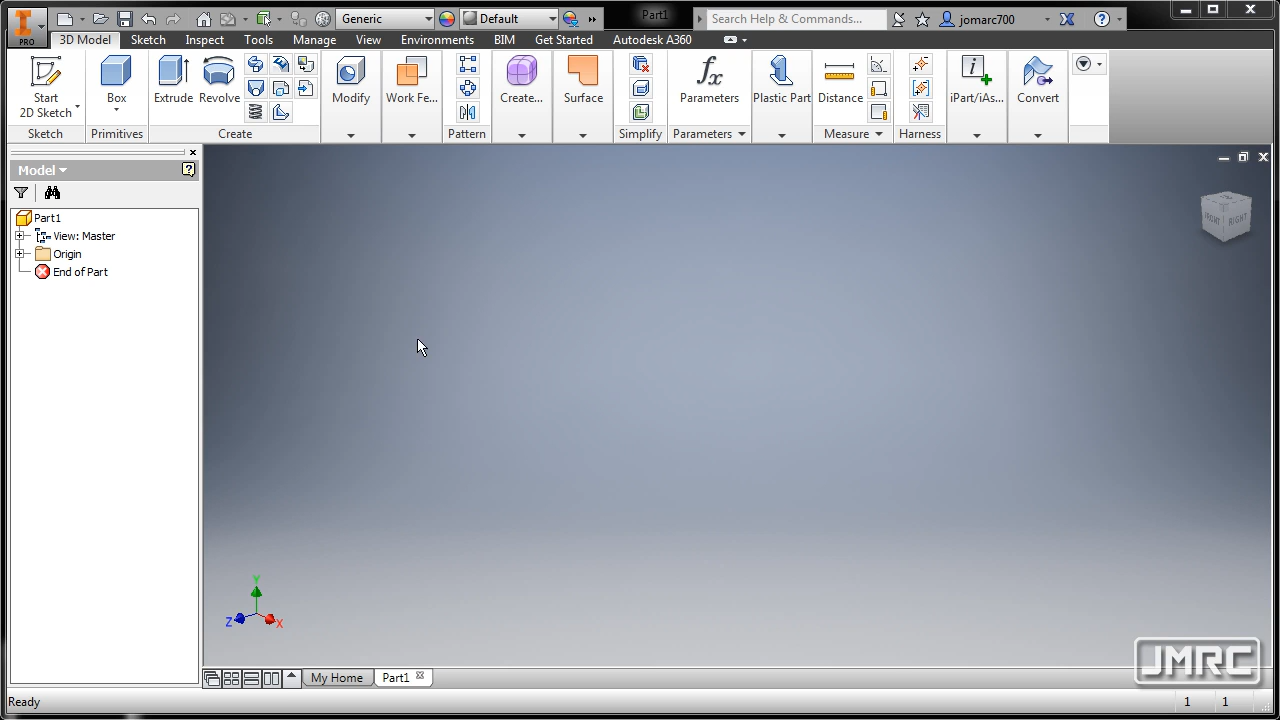 PRO
Generic
Default
Part1
Search Help & Commands...
jomarc700
3D Model Sketch Inspect Tools Manage View Environments BIM Get Started Autodesk A360
Start
2D Sketch
Box
Extrude
Revolve
Modify
Work Fe...
Create...
Surface
Parameters
Plastic Part
Distance
iPart/iAs...
Convert
Sketch
Primitives
Create
Pattern
Simplify
Parameters
Measure
Harness
Model
Part1
View: Master
Origin
End of Part
FRONT
RIGHT
Y
Z
X
My Home
Part1
JMRC
Ready
1
1